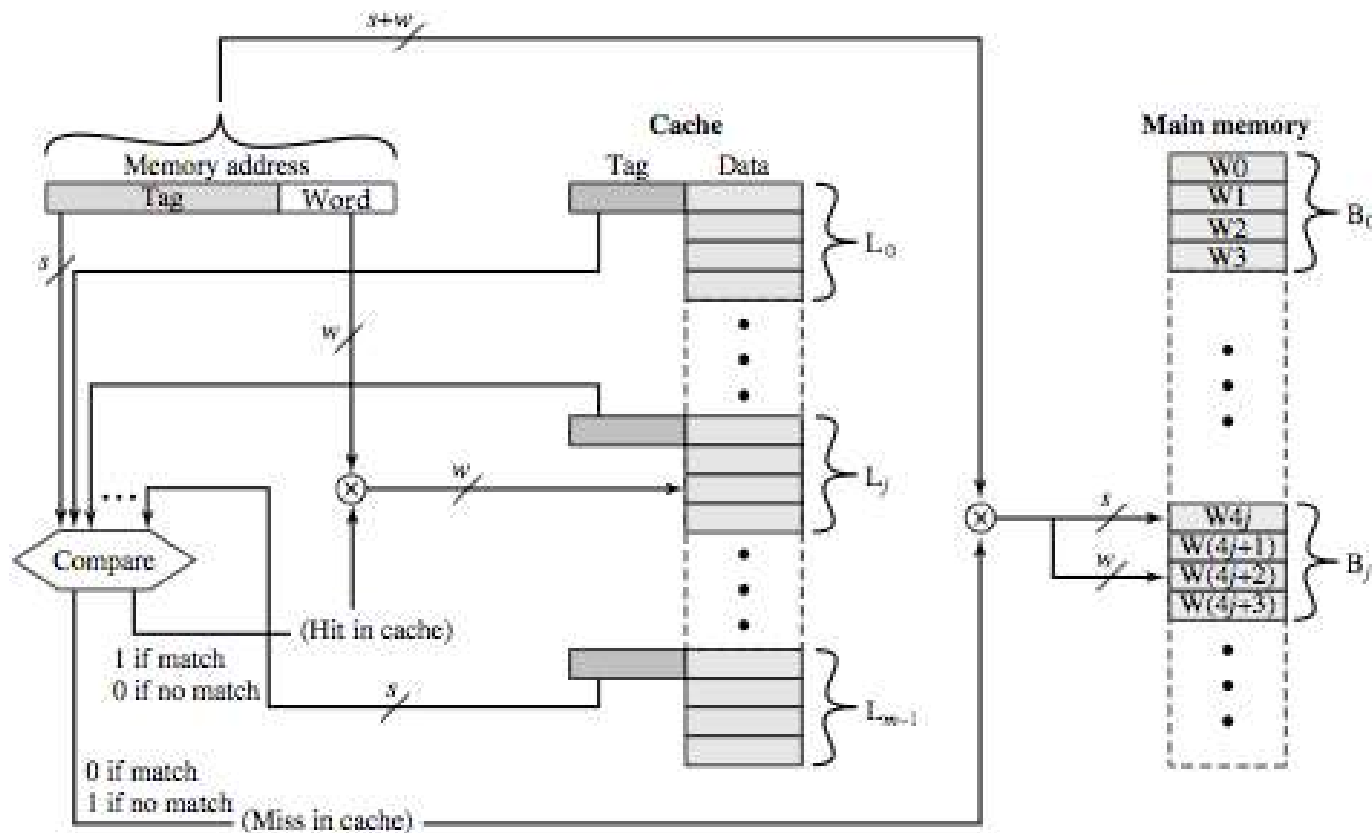 s+w
Cache
Main memory
Memory address
Tag Data
Tag Word
W0
W1
W2
W3
B0
L0
s
w
w
Lj
s
w
W4j
W(4j+1)
W(4j+2)
W(4j+3)
Bj
Compare
(Hit in cache)
1 if match
0 if no match
s
Lm–1
0 if match
1 if no match
(Miss in cache)